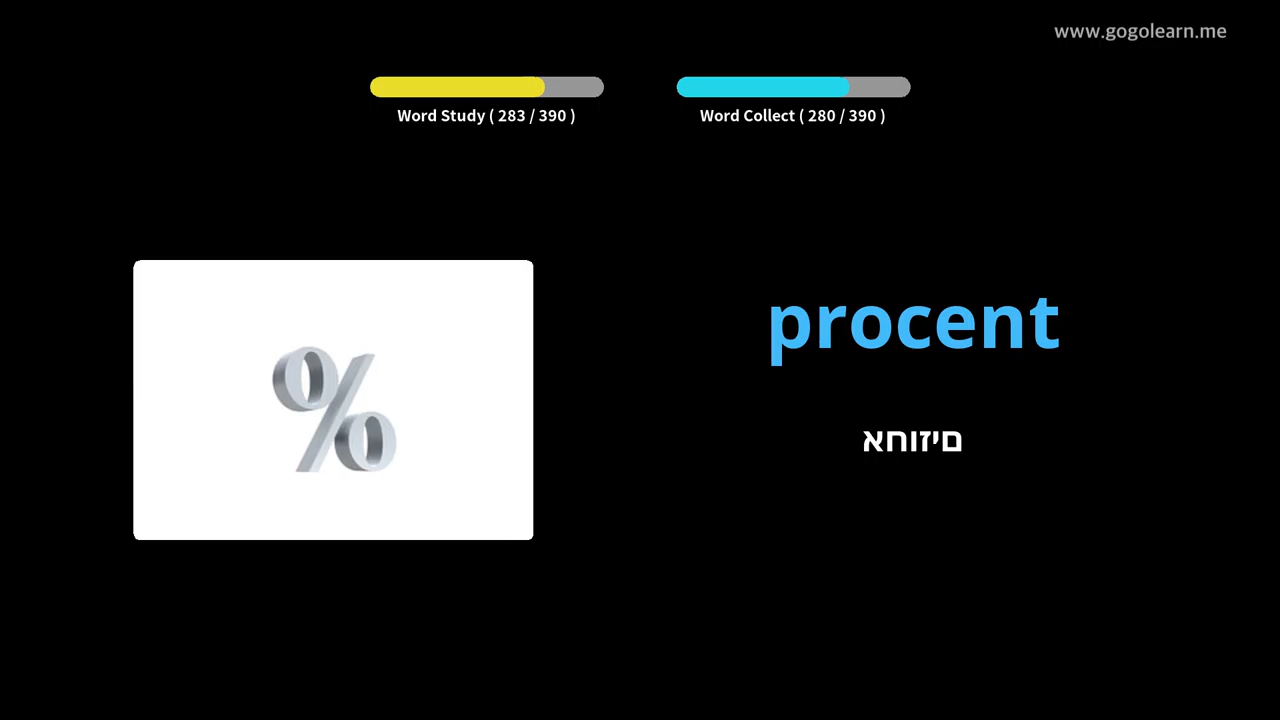 www.gogolearn.me
Word Study ( 283 / 390 )
Word Collect ( 280 / 390 )
%
procent
םיזוחא